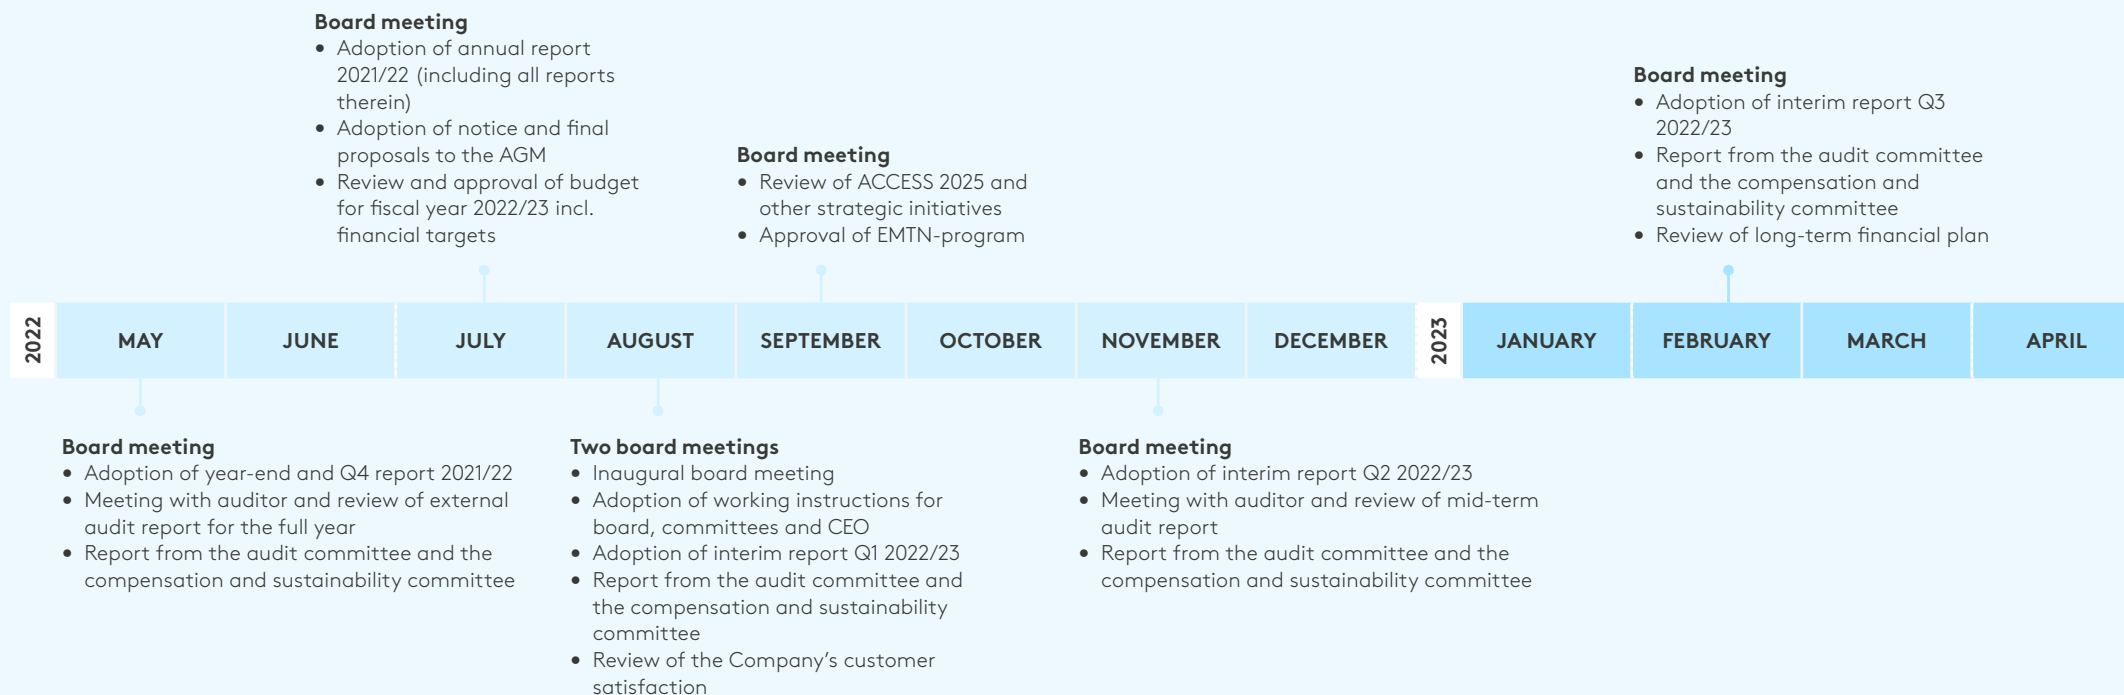 Board meeting
• Adoption of annual report
2021/22 (including all reports
therein)
• Adoption of notice and final
proposals to the AGM
• Review and approval of budget
for fiscal year 2022/23 incl.
financial targets
Board meeting
• Review of ACCESS 2025 and
other strategic initiatives
• Approval of EMTN-program
Board meeting
• Adoption of interim report Q3
2022/23
• Report from the audit committee
and the compensation and
sustainability committee
• Review of long-term financial plan
2022
MAY
JUNE
JULY
AUGUST
SEPTEMBER
OCTOBER
NOVEMBER
DECEMBER
2023
JANUARY
FEBRUARY
MARCH
APRIL
Board meeting
• Adoption of year-end and Q4 report 2021/22
• Meeting with auditor and review of external
audit report for the full year
• Report from the audit committee and the
compensation and sustainability committee
Two board meetings
• Inaugural board meeting
• Adoption of working instructions for
board, committees and CEO
• Adoption of interim report Q1 2022/23
• Report from the audit committee and
the compensation and sustainability
committee
• Review of the Company’s customer
satisfaction
Board meeting
• Adoption of interim report Q2 2022/23
• Meeting with auditor and review of mid-term
audit report
• Report from the audit committee and the
compensation and sustainability committee